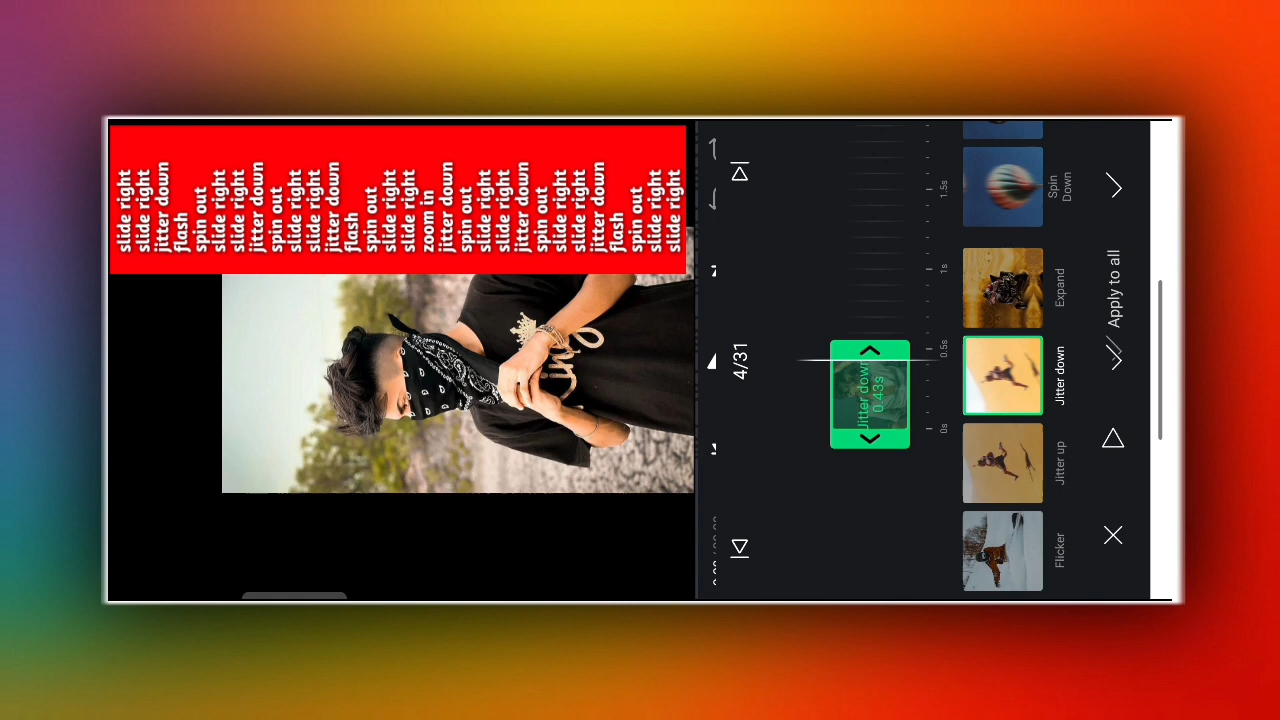 slide right
slide right
jitter down
flash
spin out
slide right
slide right
jitter down
spin out
slide right
slide right
jitter down
flash
spin out
slide right
slide right
zoom in
jitter down
spin out
slide right
slide right
jitter down
spin out
slide right
slide right
jitter down
flash
spin out
slide right
slide right
4/31
Jitter down
0.43s
0s 0.5s 1s 1.5s
Flicker Jitter up Jitter down Expand Spin Down
Apply to all